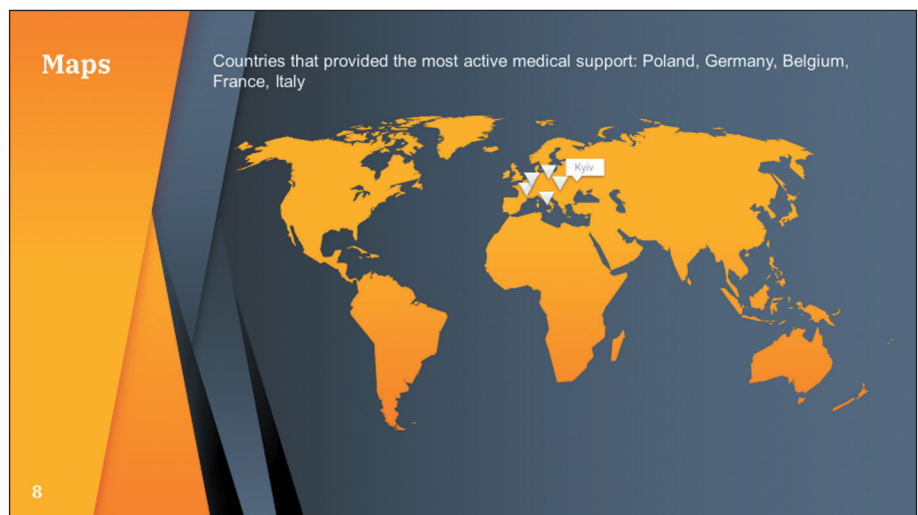 Maps
Countries that provided the most active medical support: Poland, Germany, Belgium,
France, Italy
Kyiv
8